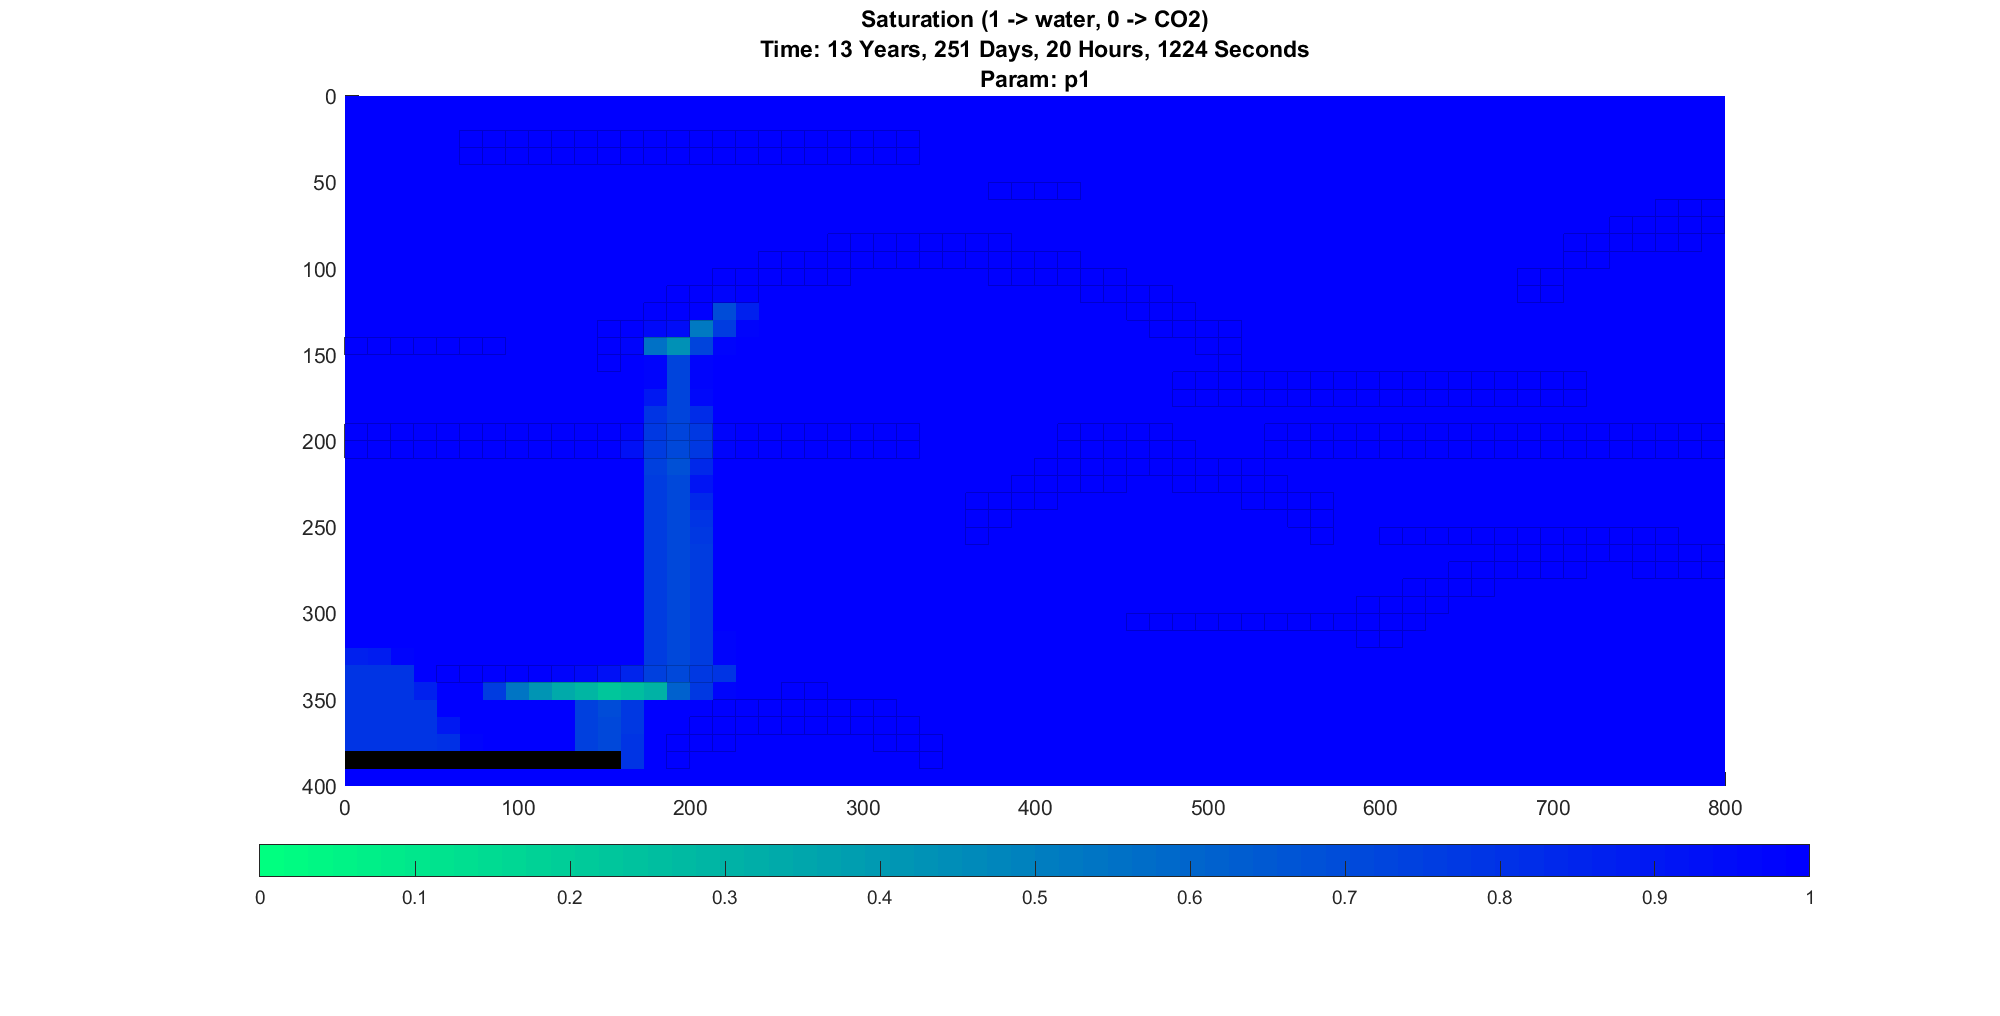 Saturation (1 -> water, 0 -> CO2)
Time: 13 Years, 251 Days, 20 Hours, 1224 Seconds
Param: p1
0
50
100
150
200
250
300
350
400
0 100 200 300 400 500 600 700 800
0 0.1 0.2 0.3 0.4 0.5 0.6 0.7 0.8 0.9 1